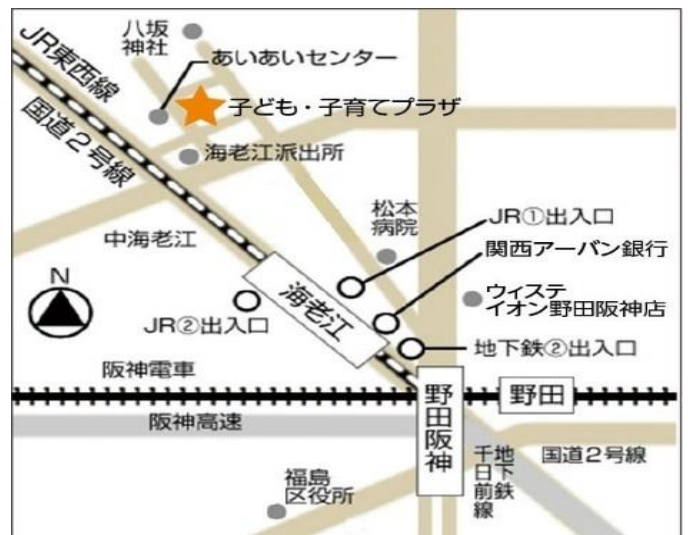 八坂
神社
あいあいセンター
JR東西線
子ども・子育てプラザ
国道2号線
海老江派出所
松本
病院
JR①出入口
中海老江
関西アーバン銀行
N
海老江
ウィステ
イオン野田阪神店
JR②出入口
地下鉄②出入口
阪神電車
野田阪神
野田
阪神高速
地下鉄
千日前線
国道2号線
福島
区役所